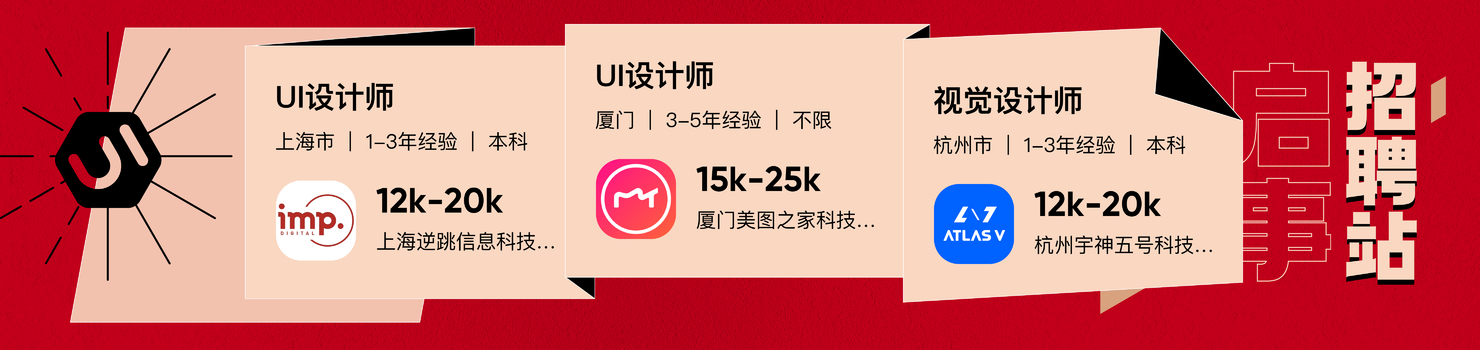 UI
UI设计师
上海市 | 1-3年经验 | 本科
imp.
DIGITAL
12k-20k
上海逆跳信息科技...
UI设计师
厦门 | 3-5年经验 | 不限
15k-25k
厦门美图之家科技...
视觉设计师
杭州市 | 1-3年经验 | 本科
ATLAS V
12k-20k
杭州宇神五号科技...
招聘站
启事